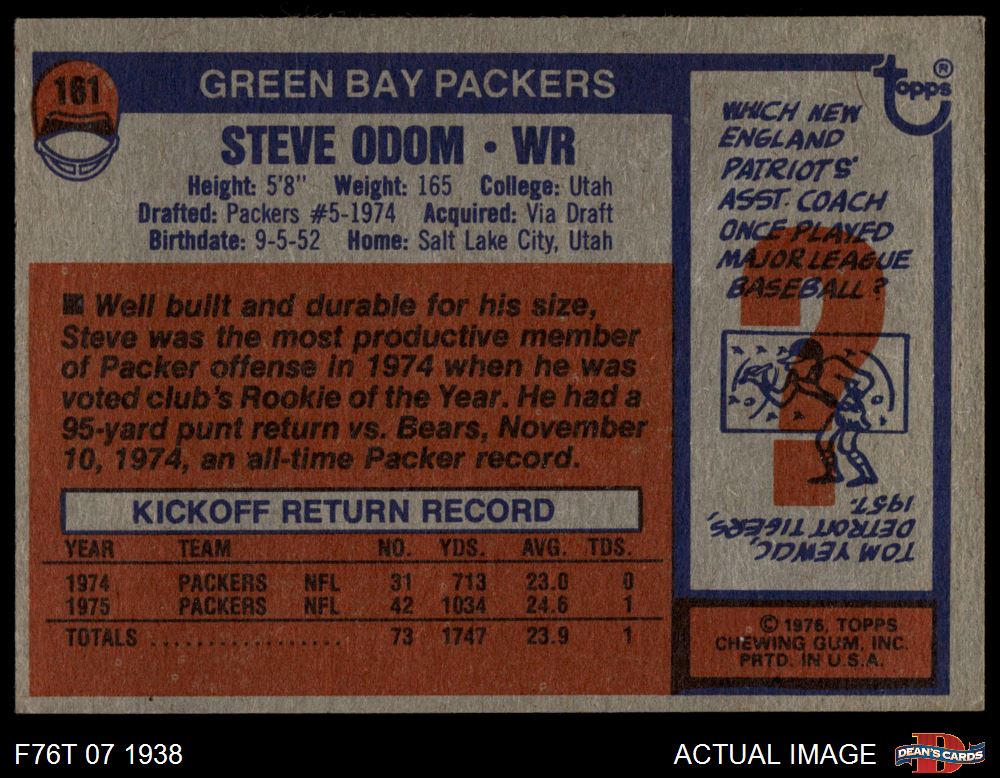 161
GREEN BAY PACKERS
STEVE ODOM • WR
Height: 5'8" Weight: 165 College: Utah
Drafted: Packers #5-1974 Acquired: Via Draft
Birthdate: 9-5-52 Home: Salt Lake City, Utah
Well built and durable for his size,
Steve was the most productive member
of Packer offense in 1974 when he was
voted club's Rookie of the Year. He had a
95-yard punt return vs. Bears, November
10, 1974, an all-time Packer record.
KICKOFF RETURN RECORD
YEAR TEAM NO. YDS. AVG. TDS.
1974 PACKERS NFL 31 713 23.0 0
1975 PACKERS NFL 42 1034 24.6 1
TOTALS .................. 73 1747 23.9 1
topps®
WHICH NEW
ENGLAND
PATRIOTS'
ASST. COACH
ONCE PLAYED
MAJOR LEAGUE
BASEBALL?
?
TOM YEWCIC,
DETROIT TIGERS,
1957.
© 1976, TOPPS
CHEWING GUM, INC.
PRTD. IN U.S.A.
F76T 07 1938
ACTUAL IMAGE
DEAN'S CARDS